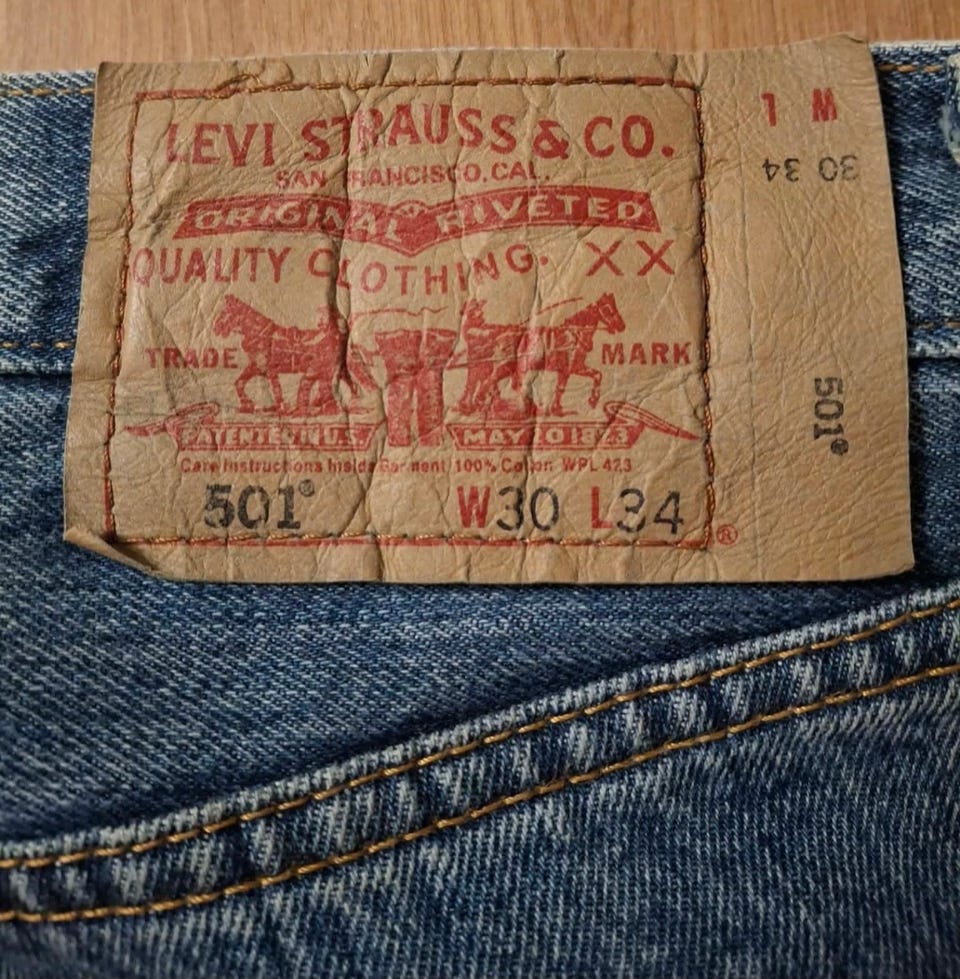 LEVI STRAUSS & CO.
SAN FRANCISCO, CAL.
ORIGINAL RIVETED
QUALITY CLOTHING. XX
TRADE MARK
PATENTED IN U.S. MAY 20 1873
Care Instructions Inside Garment 100% Cotton WPL 423
501® W30 L34
®
L W
30 34
501®